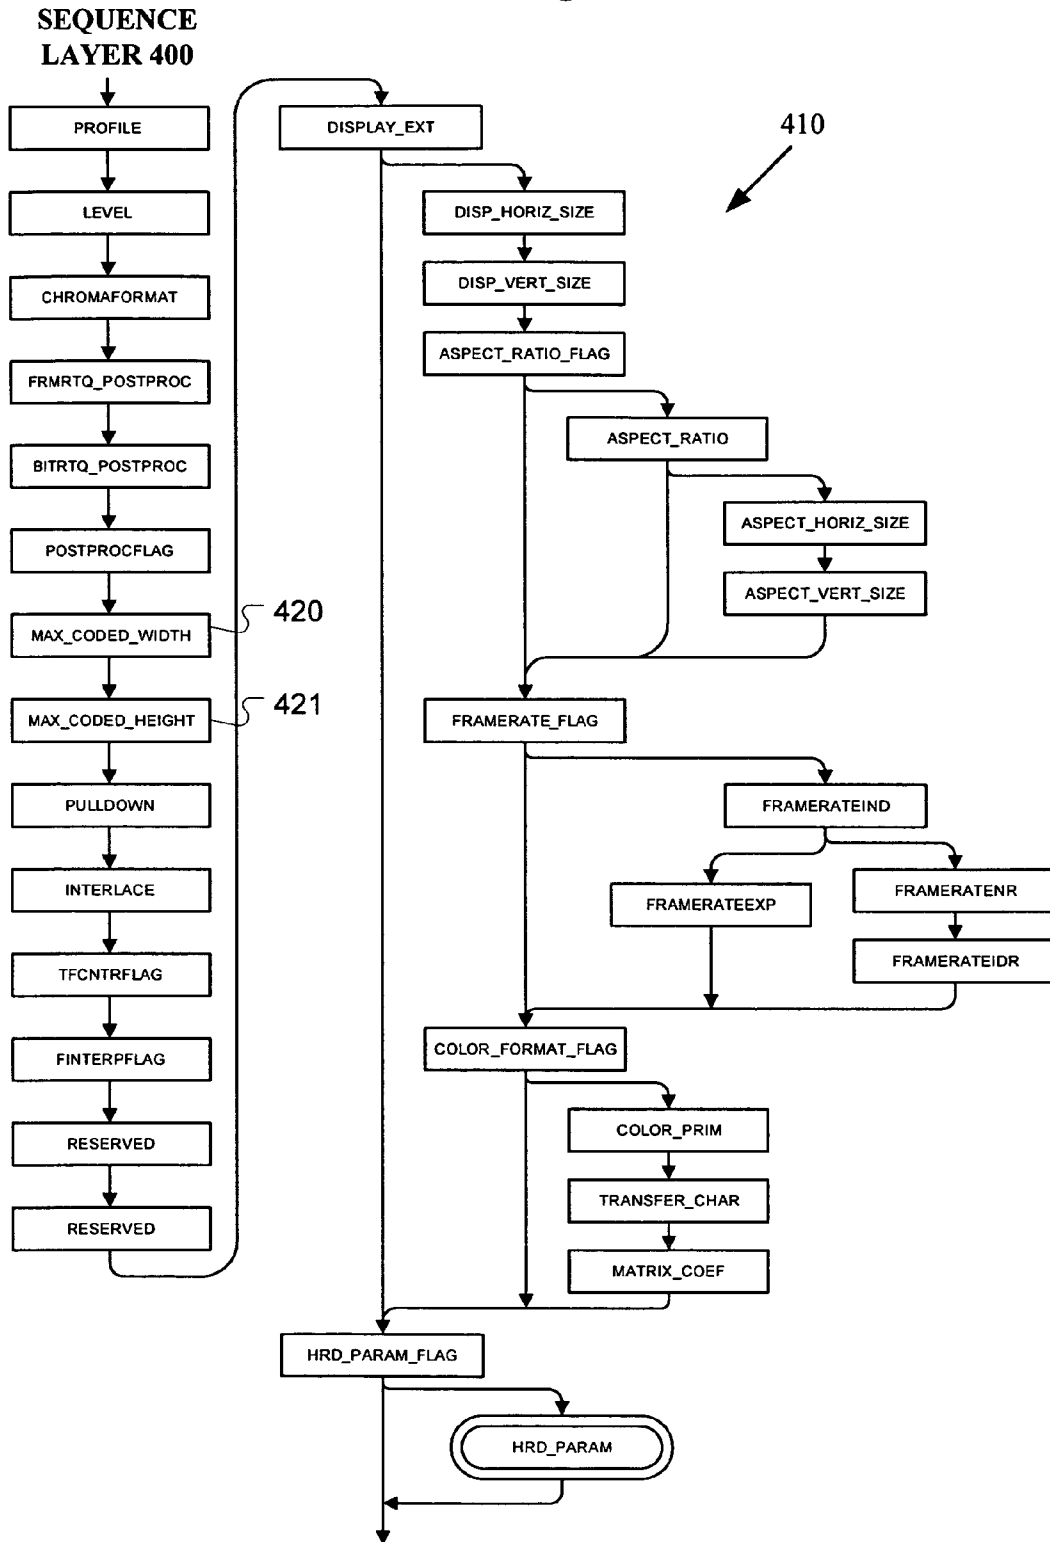 SEQUENCE
LAYER 400
PROFILE
LEVEL
CHROMAFORMAT
FRMRTQ_POSTPROC
BITRTQ_POSTPROC
POSTPROCFLAG
MAX_CODED_WIDTH
420
MAX_CODED_HEIGHT
421
PULLDOWN
INTERLACE
TFCNTRFLAG
FINTERPFLAG
RESERVED
RESERVED
DISPLAY_EXT
410
DISP_HORIZ_SIZE
DISP_VERT_SIZE
ASPECT_RATIO_FLAG
ASPECT_RATIO
ASPECT_HORIZ_SIZE
ASPECT_VERT_SIZE
FRAMERATE_FLAG
FRAMERATEIND
FRAMERATEEXP
FRAMERATENR
FRAMERATEIDR
COLOR_FORMAT_FLAG
COLOR_PRIM
TRANSFER_CHAR
MATRIX_COEF
HRD_PARAM_FLAG
HRD_PARAM